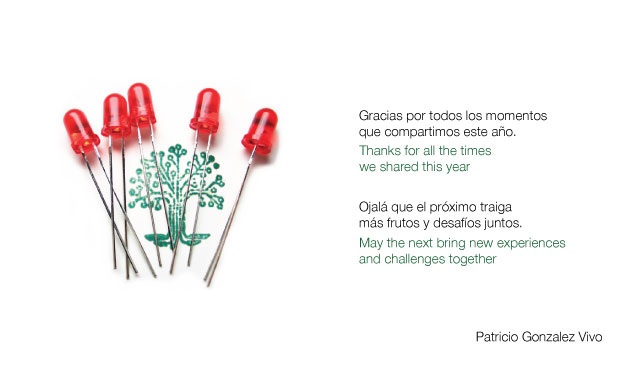 Gracias por todos los momentos
que compartimos este año.
Thanks for all the times
we shared this year
Ojalá que el próximo traiga
más frutos y desafíos juntos.
May the next bring new experiences
and challenges together
Patricio Gonzalez Vivo